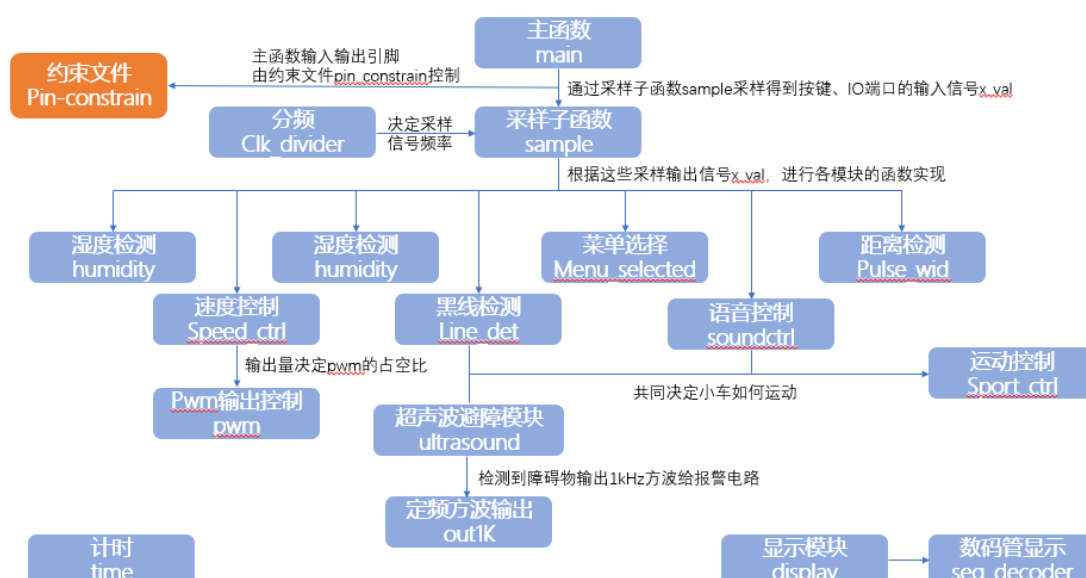 主函数
main
约束文件
Pin-constrain
主函数输入输出引脚
由约束文件pin_constrain控制
通过采样子函数sample采样得到按键、IO端口的输入信号x_val
分频
Clk_divider
决定采样
信号频率
采样子函数
sample
根据这些采样输出信号x_val，进行各模块的函数实现
湿度检测
humidity
湿度检测
humidity
菜单选择
Menu_selected
距离检测
Pulse_wid
速度控制
Speed_ctrl
黑线检测
Line_det
语音控制
soundctrl
输出量决定pwm的占空比
运动控制
Sport_ctrl
共同决定小车如何运动
Pwm输出控制
pwm
超声波避障模块
ultrasound
检测到障碍物输出1kHz方波给报警电路
定频方波输出
out1K
计时
time
显示模块
display
数码管显示
seg_decoder